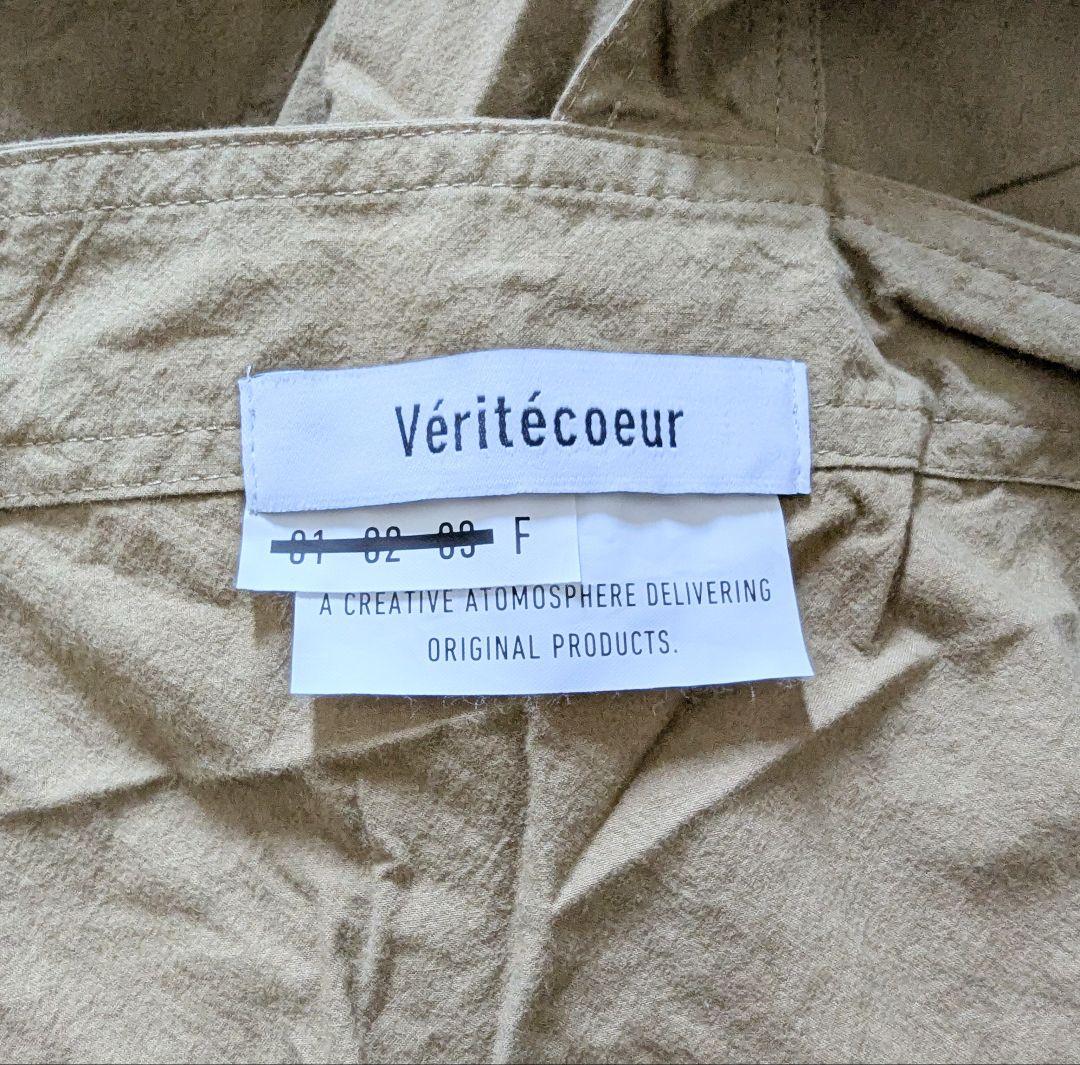 Véritécoeur
01 02 03 F
A CREATIVE ATOMOSPHERE DELIVERING
ORIGINAL PRODUCTS.